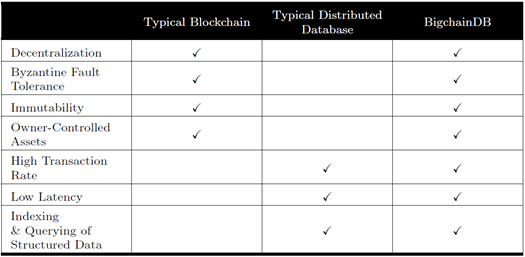 Typical Blockchain Typical Distributed Database BigchainDB
Decentralization ✓ ✓
Byzantine Fault Tolerance ✓ ✓
Immutability ✓ ✓
Owner-Controlled Assets ✓ ✓
High Transaction Rate ✓ ✓
Low Latency ✓ ✓
Indexing & Querying of Structured Data ✓ ✓